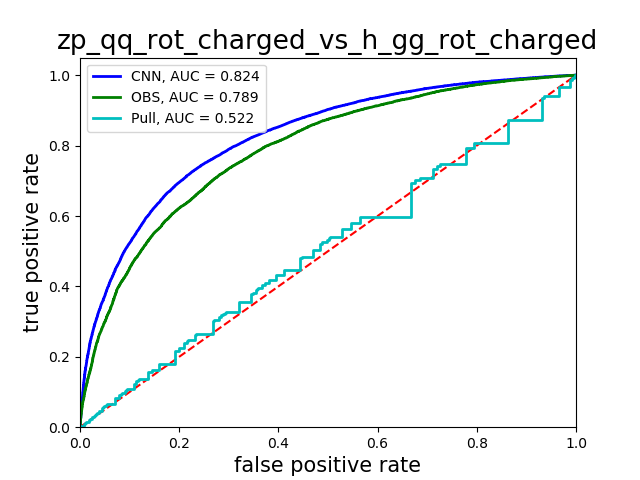 zp_qq_rot_charged_vs_h_gg_rot_charged
CNN, AUC = 0.824
OBS, AUC = 0.789
Pull, AUC = 0.522
true positive rate
1.0
0.8
0.6
0.4
0.2
0.0
0.0 0.2 0.4 0.6 0.8 1.0
false positive rate